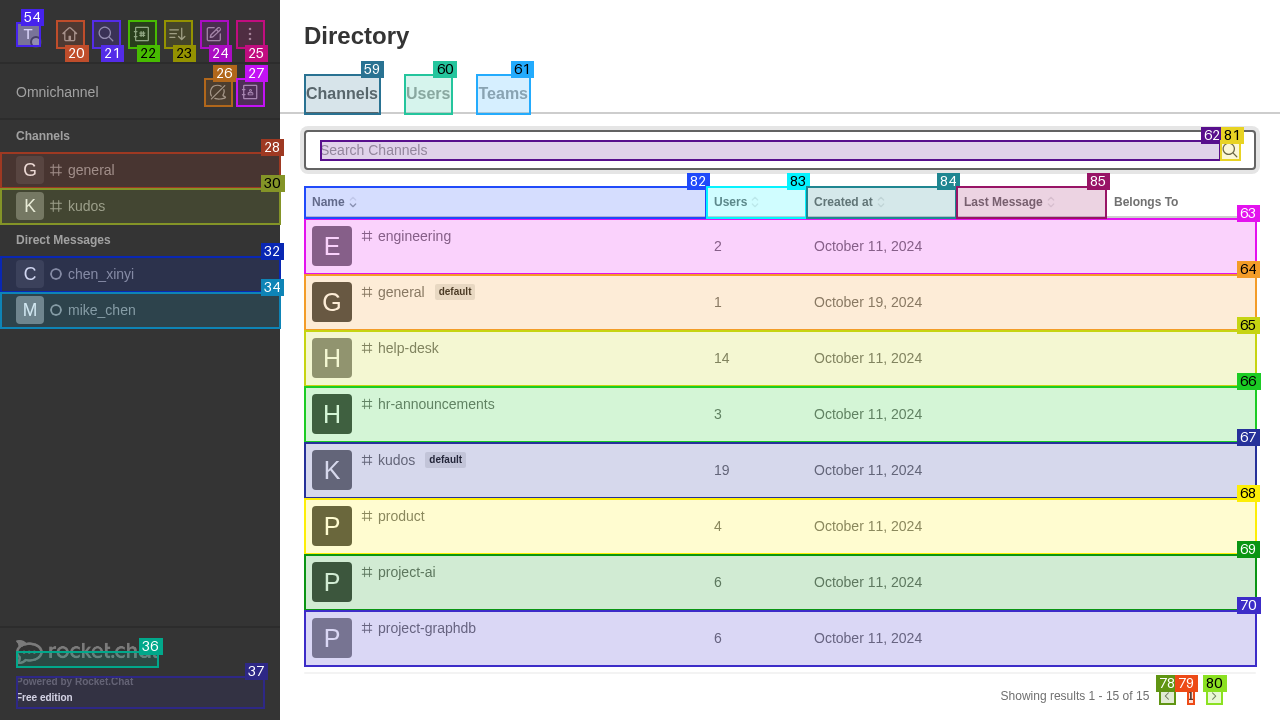 54
T
20
21
22
23
24
25
Omnichannel
26
27
Channels
28
G general
30
K kudos
Direct Messages
32
C chen_xinyi
34
M mike_chen
36
rocket.chat
37
Powered by Rocket.Chat
Free edition
Directory
59 60 61
Channels Users Teams
62 81
Search Channels
82 83 84 85
Name Users Created at Last Message Belongs To
63
E engineering 2 October 11, 2024
64
G general default 1 October 19, 2024
65
H help-desk 14 October 11, 2024
66
H hr-announcements 3 October 11, 2024
67
K kudos default 19 October 11, 2024
68
P product 4 October 11, 2024
69
P project-ai 6 October 11, 2024
70
P project-graphdb 6 October 11, 2024
78 79 80
Showing results 1 - 15 of 15 1